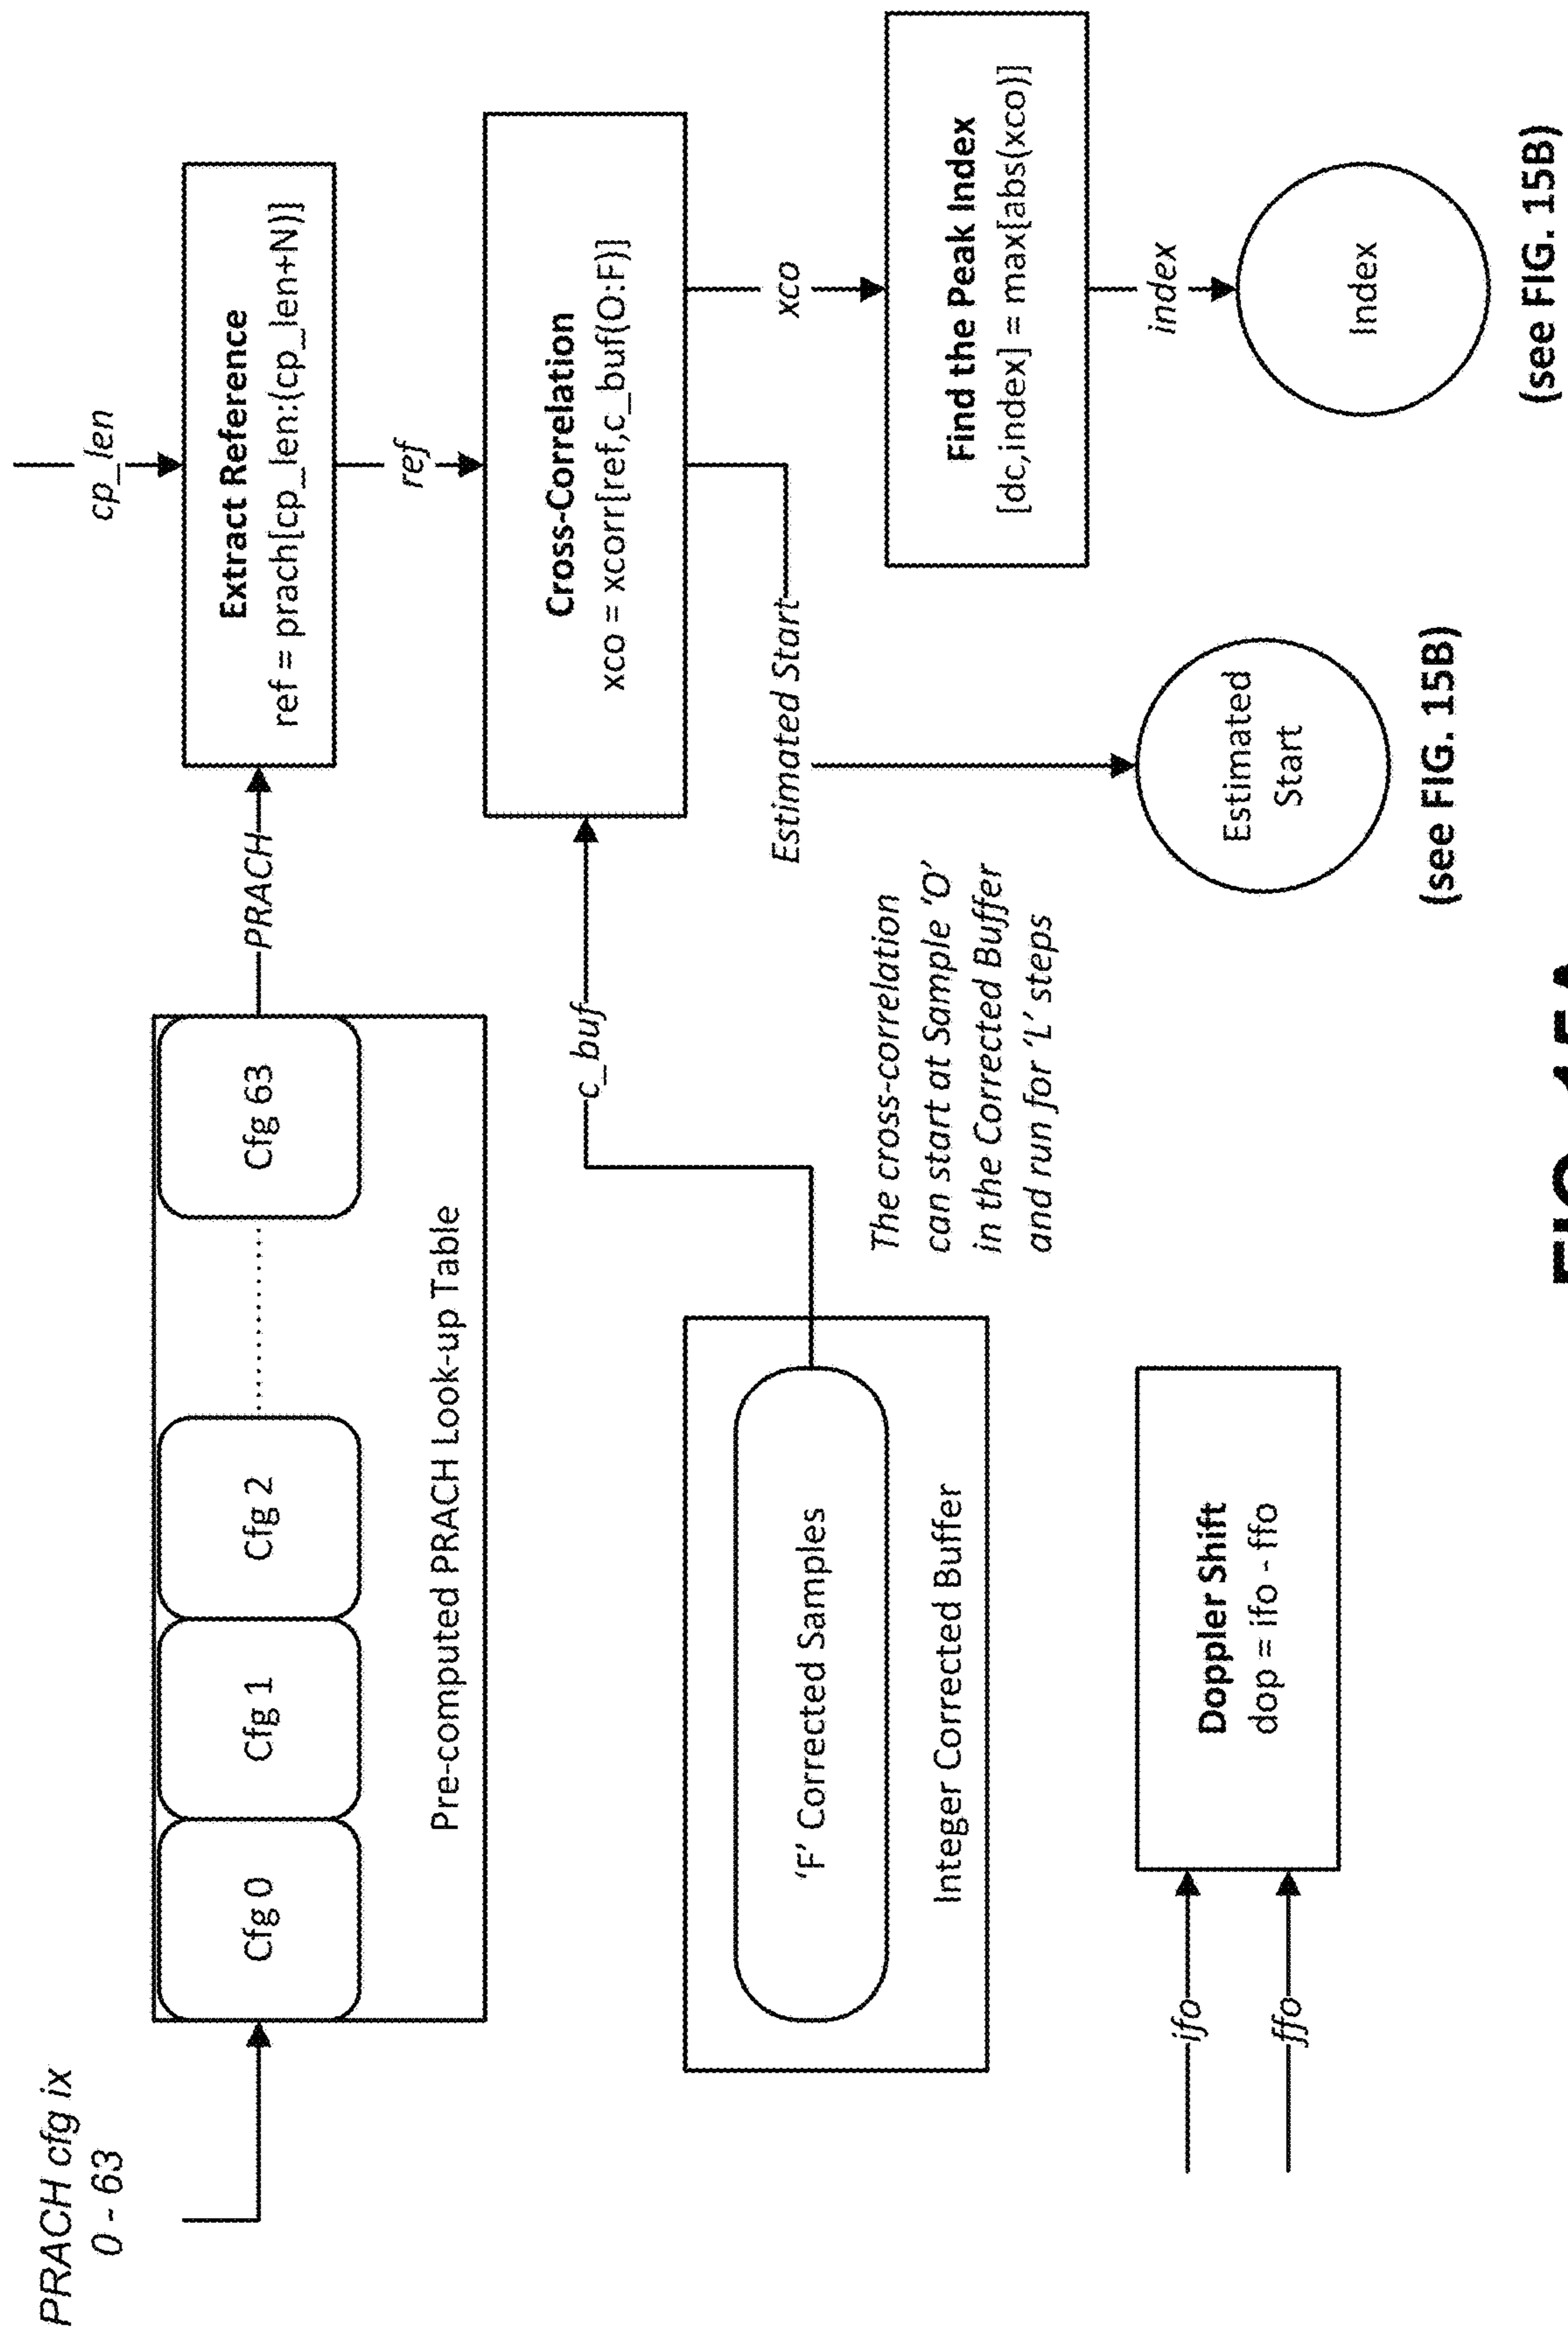 PRACH cfg ix
0 - 63
Cfg 0
Cfg 1
Cfg 2
Cfg 63
Pre-computed PRACH Look-up Table
PRACH
cp_len
Extract Reference
ref = prach[cp_len:(cp_len+N)]
ref
'F' Corrected Samples
Integer Corrected Buffer
c_buf
Cross-Correlation
xco = xcorr[ref,c_buf(O:F)]
xco
Estimated Start
The cross-correlation
can start at Sample 'O'
in the Corrected Buffer
and run for 'L' steps
Find the Peak Index
[dc,index] = max[abs(xco)]
index
Index
(see FIG. 15B)
Estimated
Start
(see FIG. 15B)
ifo
ffo
Doppler Shift
dop = ifo - ffo
FIG. 15A